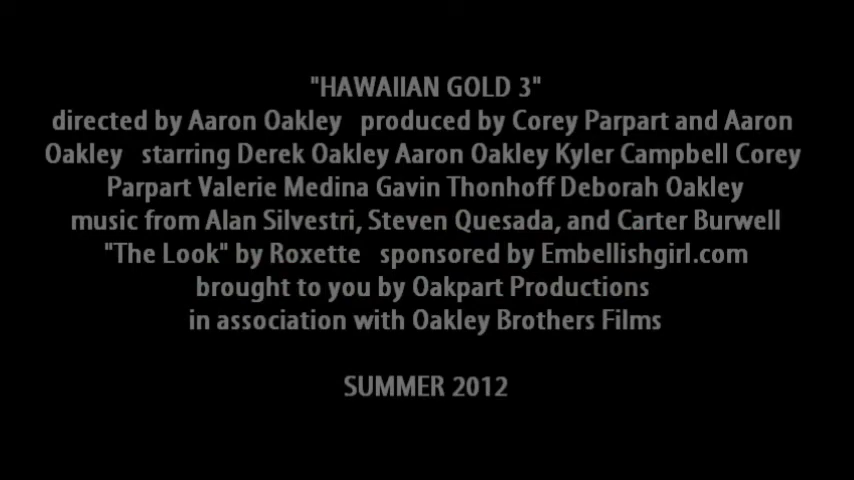 "HAWAIIAN GOLD 3"
directed by Aaron Oakley   produced by Corey Parpart and Aaron
Oakley   starring Derek Oakley Aaron Oakley Kyler Campbell Corey
Parpart Valerie Medina Gavin Thonhoff Deborah Oakley
music from Alan Silvestri, Steven Quesada, and Carter Burwell
"The Look" by Roxette   sponsored by Embellishgirl.com
brought to you by Oakpart Productions
in association with Oakley Brothers Films
SUMMER 2012